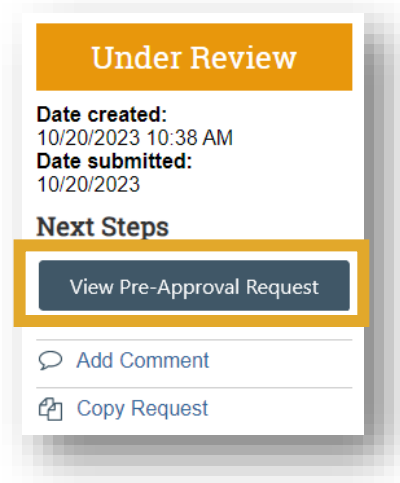 Under Review
Date created:
10/20/2023 10:38 AM
Date submitted:
10/20/2023
Next Steps
View Pre-Approval Request
Add Comment
Copy Request